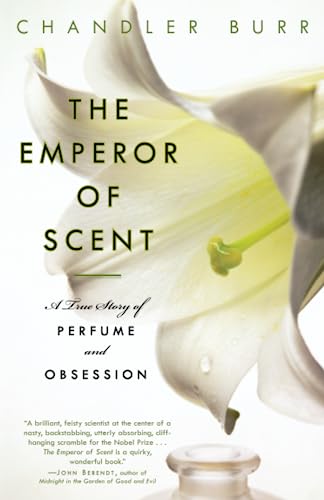 CHANDLER BURR
THE
EMPEROR
OF
SCENT
A True Story of
PERFUME
and
OBSESSION
"A brilliant, feisty scientist at the center of a
nasty, backstabbing, utterly absorbing, cliff-
hanging scramble for the Nobel Prize . . .
The Emperor of Scent is a quirky,
wonderful book."
—JOHN BERENDT, author of
Midnight in the Garden of Good and Evil